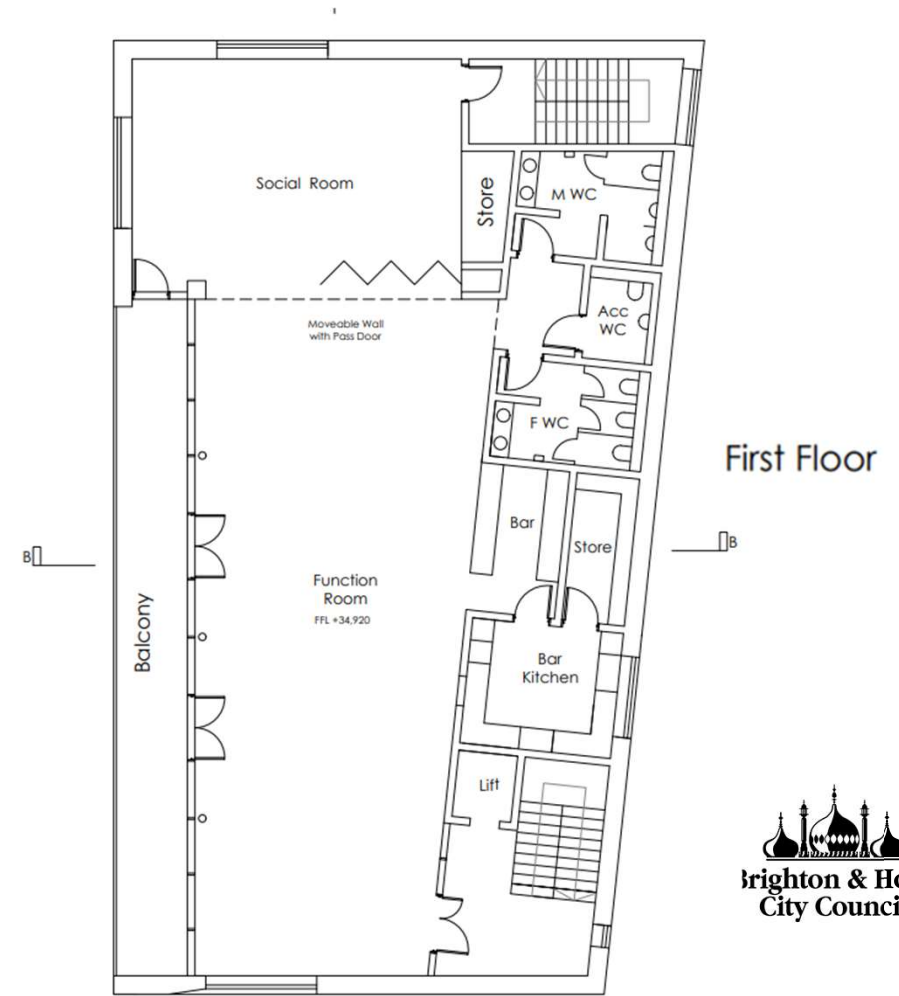 Social Room
Store
M WC
Acc
WC
Moveable Wall
with Pass Door
F WC
First Floor
Bar
Store
B
B
Function
Room
FFL +34,920
Balcony
Bar
Kitchen
Lift
Brighton & Ho
City Counci